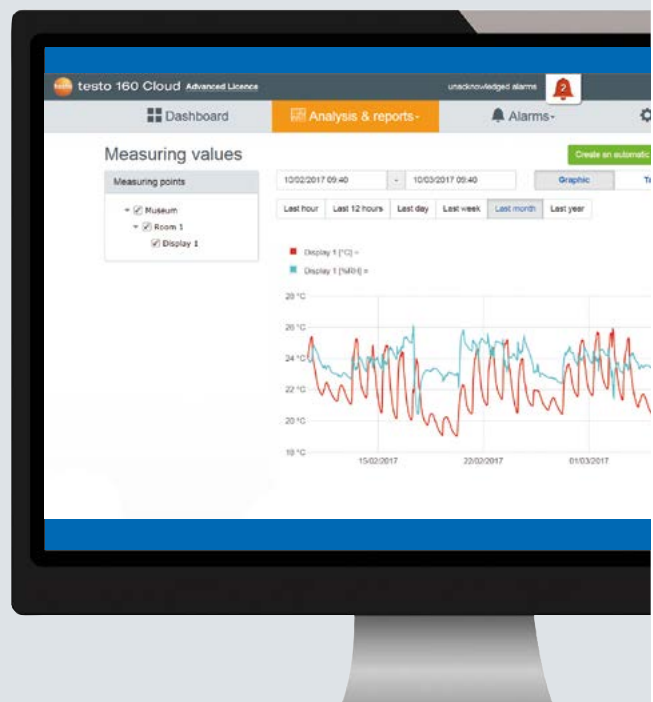 testo 160 Cloud Advanced Licence
unacknowledged alarms
2
Dashboard
Analysis & reports
Alarms
Measuring values
Create an automatic
Measuring points
10/02/2017 09:40 - 10/03/2017 09:40
Graphic
Museum
Room 1
Display 1
Last hour
Last 12 hours
Last day
Last week
Last month
Last year
Display 1 [°C]
Display 1 [%RH]
28 °C
26 °C
24 °C
22 °C
20 °C
18 °C
15/02/2017
22/02/2017
01/03/2017